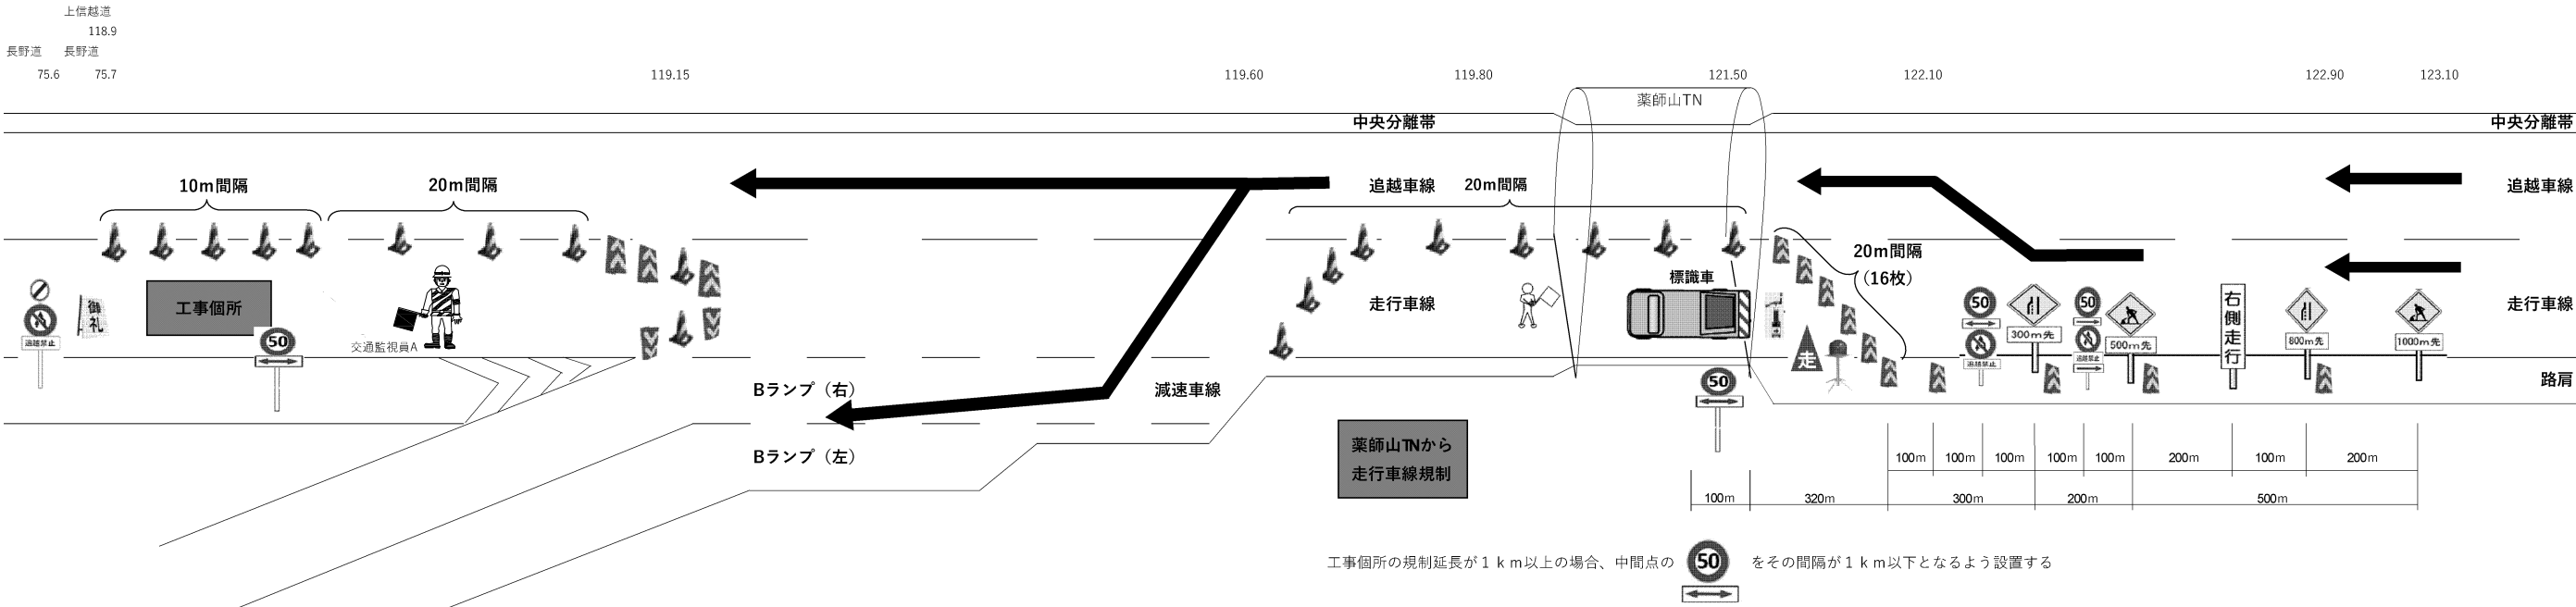 上信越道
118.9
長野道 長野道
75.6 75.7 119.15 119.60 119.80 121.50 122.10 122.90 123.10
薬師山TN
中央分離帯 中央分離帯
10m間隔 20m間隔 追越車線 20m間隔 追越車線
20m間隔
（16枚）
標識車
御礼
工事個所
走行車線 走行車線
50 50
右側走行
300m先 500m先 800m先 1000m先
50
追越禁止
交通監視員A
走
追越禁止 追越禁止
Bランプ（右） 減速車線 50 路肩
薬師山TNから
走行車線規制
Bランプ（左）
100m 100m 100m 100m 100m 200m 100m 200m
100m 320m 300m 200m 500m
工事個所の規制延長が１ｋｍ以上の場合、中間点の 50 をその間隔が１ｋｍ以下となるよう設置する